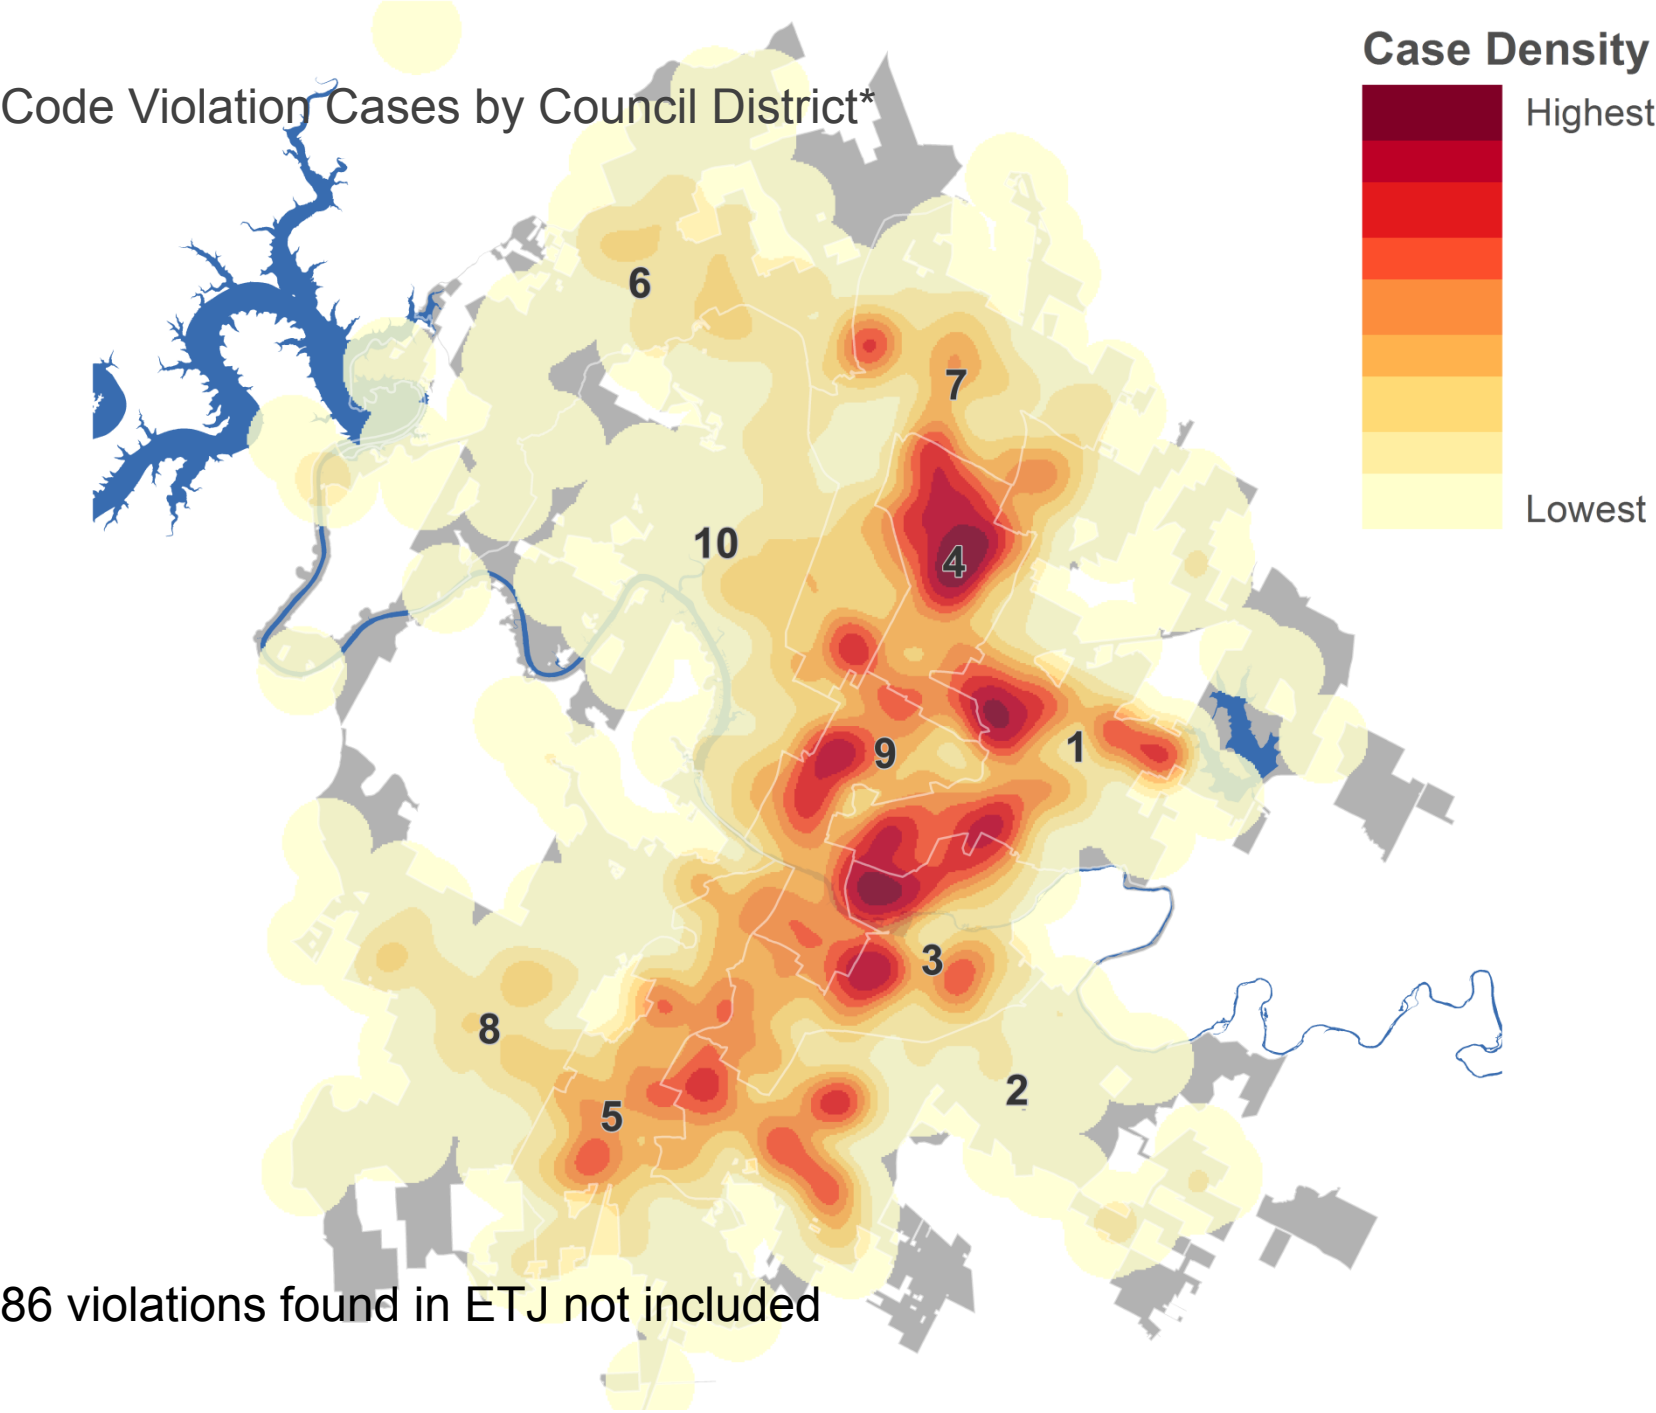 Case Density
Highest
Lowest
Code Violation Cases by Council District*
6
7
10
4
9
1
3
8
2
5
86 violations found in ETJ not included